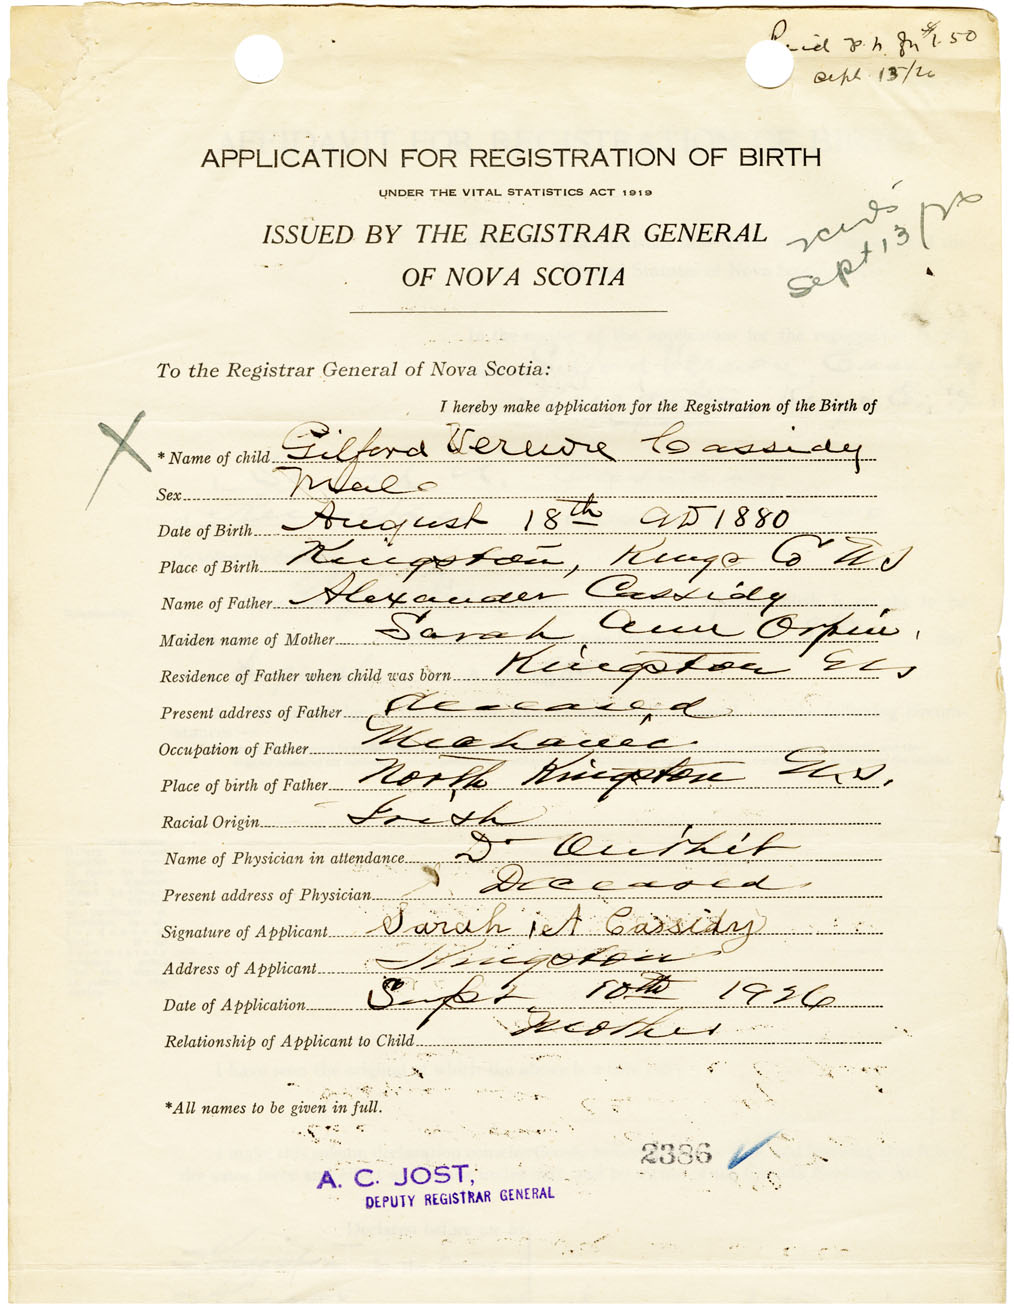 Paid $1.50
Sept 13/26
APPLICATION FOR REGISTRATION OF BIRTH
UNDER THE VITAL STATISTICS ACT 1919
ISSUED BY THE REGISTRAR GENERAL
OF NOVA SCOTIA
Sept 13/26
To the Registrar General of Nova Scotia:
I hereby make application for the Registration of the Birth of
* Name of child Gilford Cassidy
Sex Male
Date of Birth August 18th AD 1880
Place of Birth Kingston, Kings Co NS
Name of Father Alexander Cassidy
Maiden name of Mother Sarah Ann Orpin.
Residence of Father when child was born Kingston NS
Present address of Father deceased
Occupation of Father Mechanic
Place of birth of Father North Kingston N.S.
Racial Origin Irish
Name of Physician in attendance Dr Outhit
Present address of Physician Deceased
Signature of Applicant Sarah A Cassidy
Address of Applicant Kingston
Date of Application Sept 10th 1926
Relationship of Applicant to Child Mother
*All names to be given in full.
2386
A. C. JOST,
DEPUTY REGISTRAR GENERAL